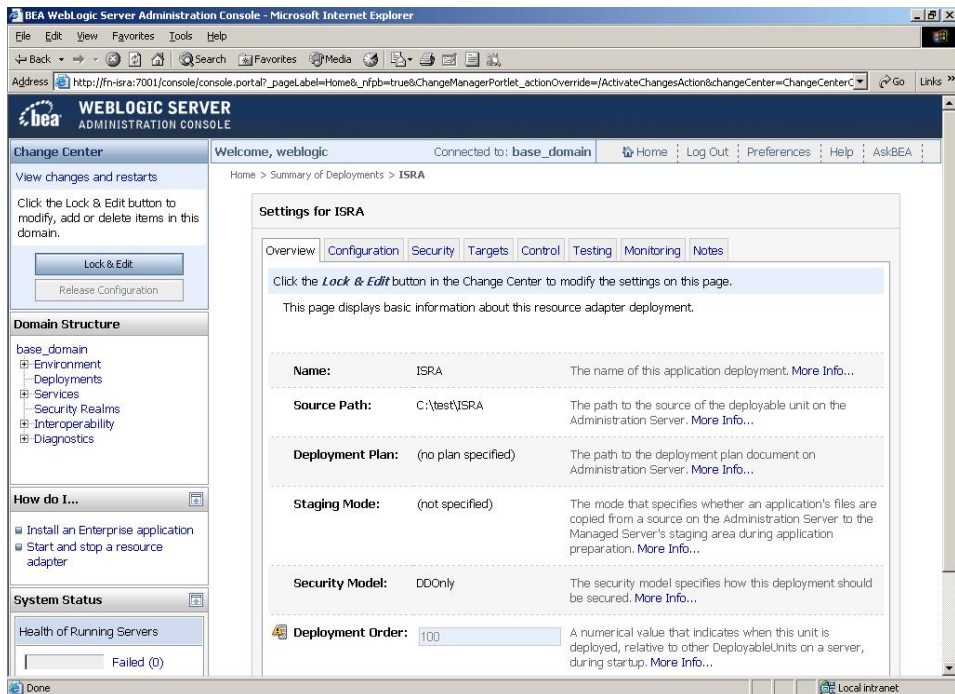 BEA WebLogic Server Administration Console - Microsoft Internet Explorer
File Edit View Favorites Tools Help
Back Search Favorites Media
Address http://fn-isra:7001/console/console.portal?_pageLabel=Home&_nfpb=true&ChangeManagerPortlet_actionOverride=/ActivateChangesAction&changeCenter=ChangeCenterC Go Links »
bea WEBLOGIC SERVER
ADMINISTRATION CONSOLE
Change Center
View changes and restarts
Click the Lock & Edit button to
modify, add or delete items in this
domain.
Lock & Edit
Release Configuration
Domain Structure
base_domain
Environment
Deployments
Services
Security Realms
Interoperability
Diagnostics
How do I...
Install an Enterprise application
Start and stop a resource
adapter
System Status
Health of Running Servers
Failed (0)
Welcome, weblogic Connected to: base_domain Home Log Out Preferences Help AskBEA
Home > Summary of Deployments > ISRA
Settings for ISRA
Overview Configuration Security Targets Control Testing Monitoring Notes
Click the Lock & Edit button in the Change Center to modify the settings on this page.
This page displays basic information about this resource adapter deployment.
Name: ISRA The name of this application deployment. More Info...
Source Path: C:\test\ISRA The path to the source of the deployable unit on the
Administration Server. More Info...
Deployment Plan: (no plan specified) The path to the deployment plan document on
Administration Server. More Info...
Staging Mode: (not specified) The mode that specifies whether an application's files are
copied from a source on the Administration Server to the
Managed Server's staging area during application
preparation. More Info...
Security Model: DDOnly The security model specifies how this deployment should
be secured. More Info...
Deployment Order: 100 A numerical value that indicates when this unit is
deployed, relative to other DeployableUnits on a server,
during startup. More Info...
Done Local intranet